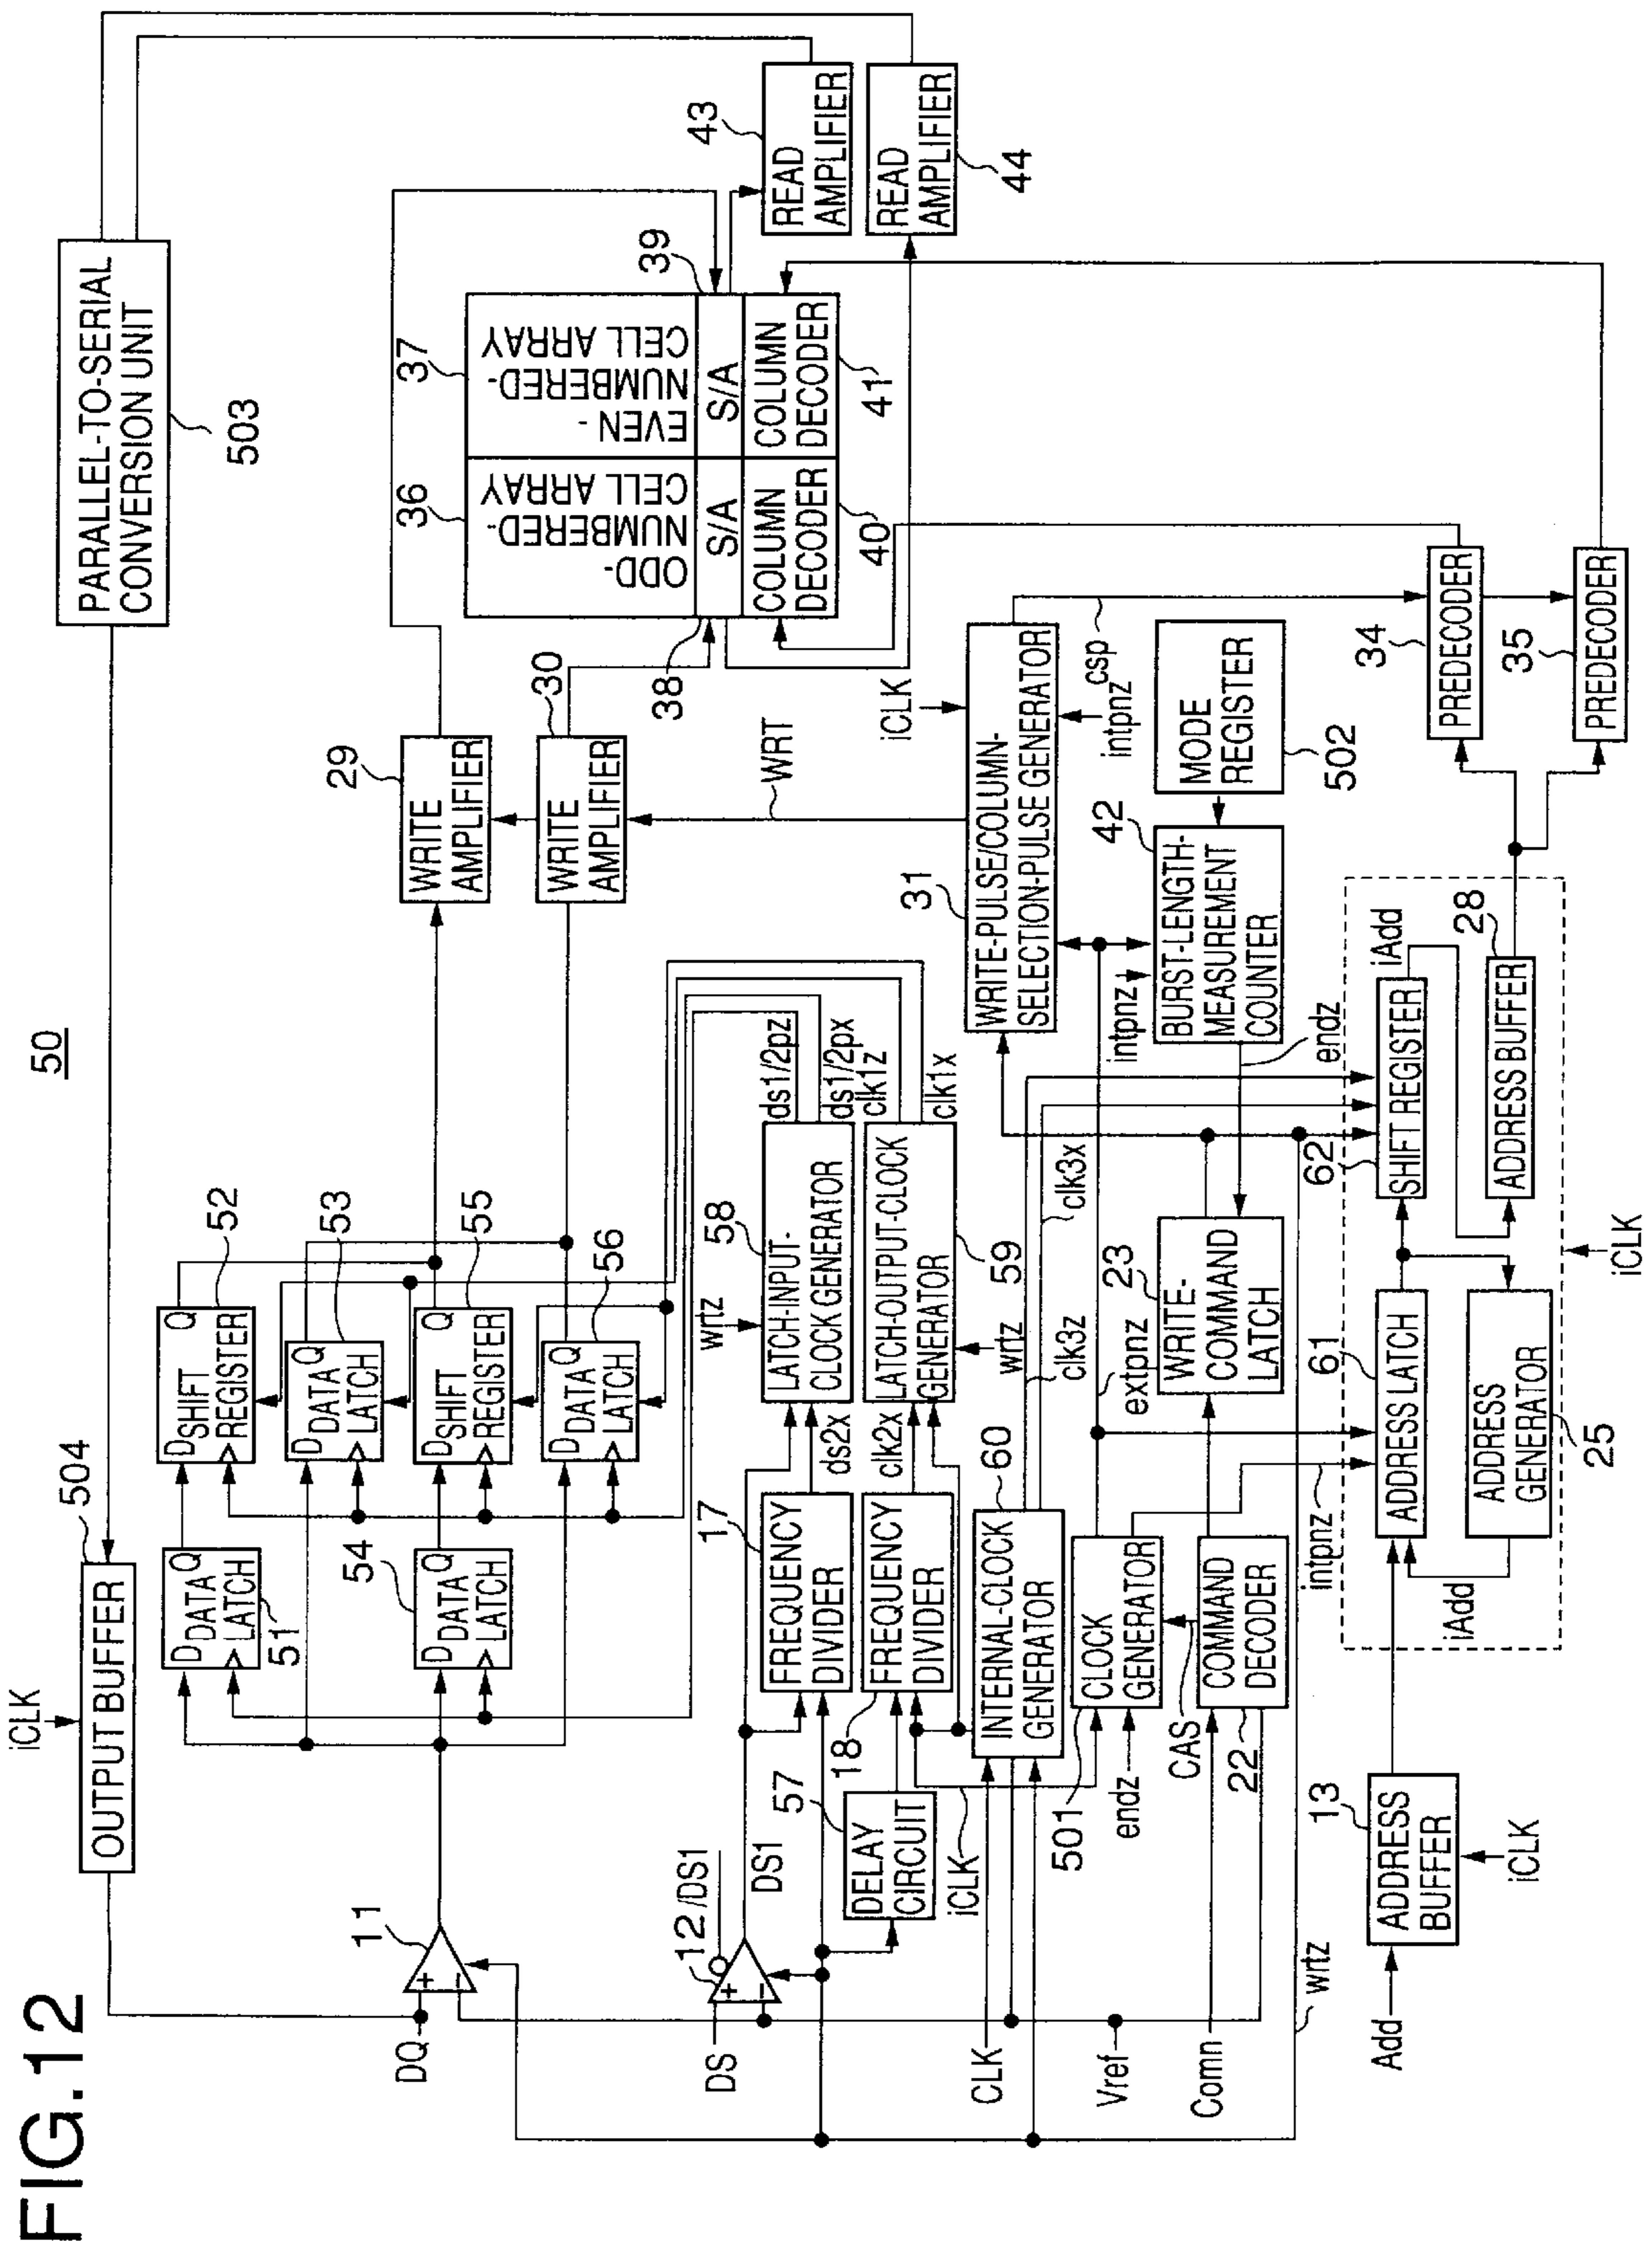 FIG.12
50
PARALLEL-TO-SERIAL
CONVERSION UNIT
503
iCLK
OUTPUT BUFFER
504
DQ
+
−
11
D
DATA
Q
LATCH
51
D
SHIFT
Q
REGISTER
52
D
DATA
Q
LATCH
53
D
DATA
Q
LATCH
54
D
SHIFT
Q
REGISTER
55
D
DATA
Q
LATCH
56
WRITE
AMPLIFIER
29
WRITE
AMPLIFIER
30
WRT
ODD-
NUMBERED
CELL ARRAY
36
EVEN-
NUMBERED-
CELL ARRAY
37
S/A
38
S/A
39
COLUMN
DECODER
40
COLUMN
DECODER
41
READ
AMPLIFIER
43
READ
AMPLIFIER
44
DS
+
−
12
/DS1
DS1
FREQUENCY
DIVIDER
17
ds2x
wrtz
LATCH-INPUT-
CLOCK GENERATOR
58
ds1/2pz
ds1/2px
57
DELAY
CIRCUIT
iCLK
FREQUENCY
DIVIDER
18
clk2x
LATCH-OUTPUT-CLOCK
GENERATOR
59
wrtz
clk1z
clk1x
CLK
INTERNAL-CLOCK
GENERATOR
60
clk3z
clk3x
Vref
501
CLOCK
GENERATOR
endz
CAS
extpnz
intpnz
Comn
COMMAND
DECODER
22
23
WRITE-
COMMAND
LATCH
wrtz
31
WRITE-PULSE/COLUMN-
SELECTION-PULSE GENERATOR
iCLK
intpnz
csp
intpnz
BURST-LENGTH-
MEASUREMENT
COUNTER
42
endz
MODE
REGISTER
502
Add
ADDRESS
BUFFER
13
iCLK
ADDRESS LATCH
61
iAdd
ADDRESS
GENERATOR
25
SHIFT REGISTER
62
iAdd
ADDRESS BUFFER
28
iCLK
PREDECODER
34
PREDECODER
35